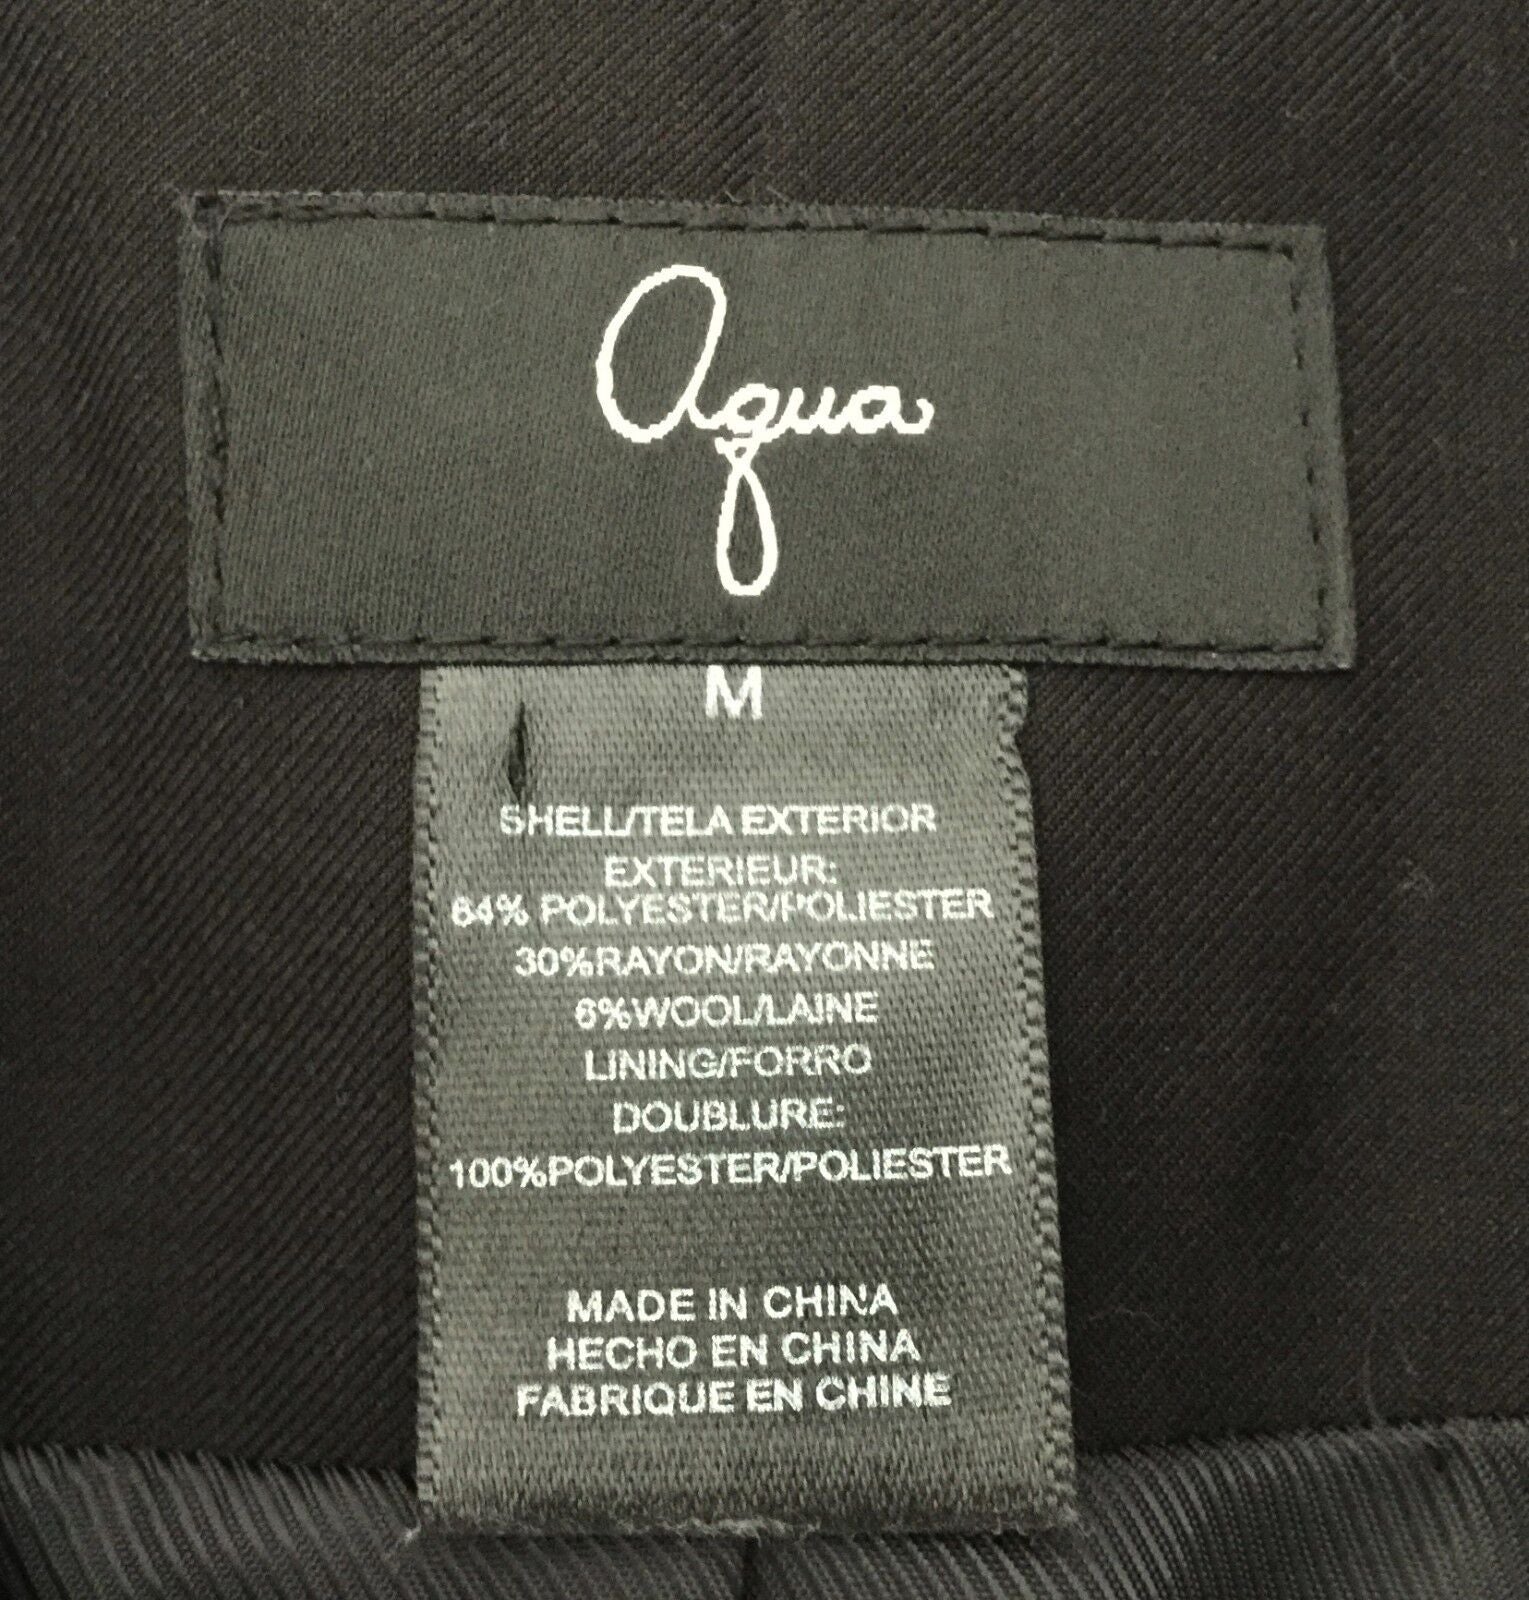 Aqua
M
SHELL/TELA EXTERIOR
EXTERIEUR:
64% POLYESTER/POLIESTER
30%RAYON/RAYONNE
6%WOOL/LAINE
LINING/FORRO
DOUBLURE:
100%POLYESTER/POLIESTER
MADE IN CHINA
HECHO EN CHINA
FABRIQUE EN CHINE